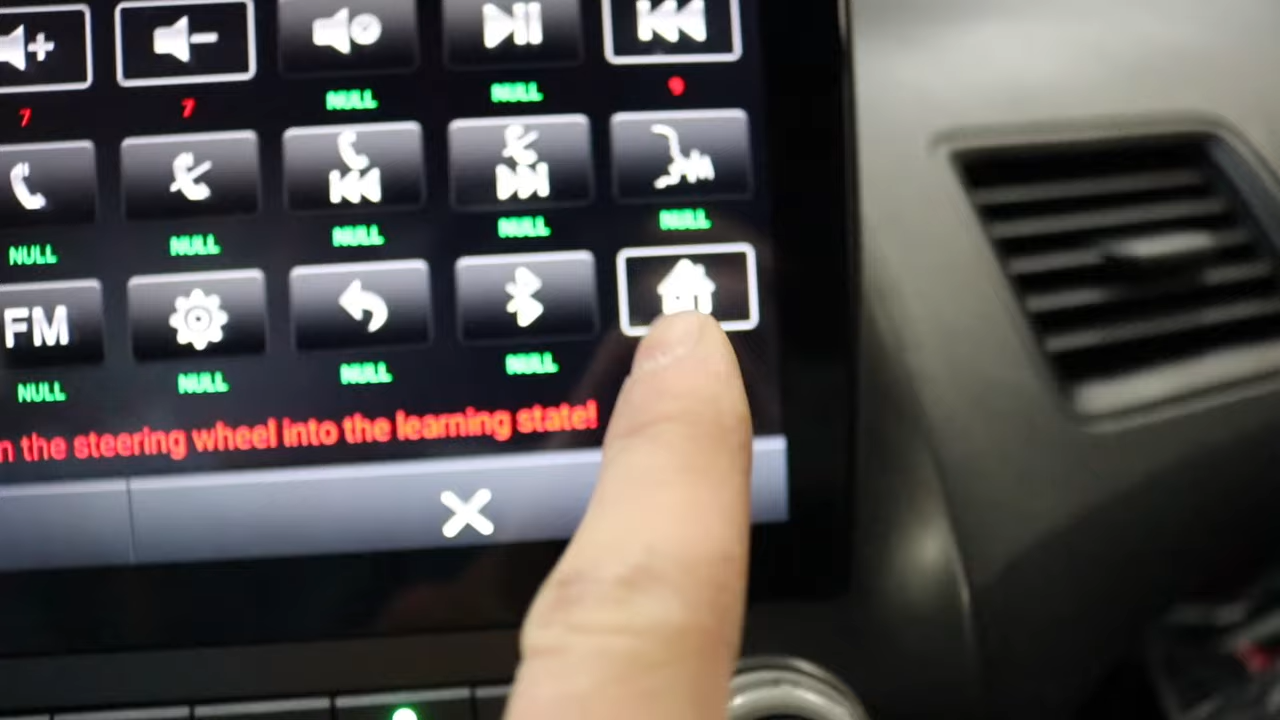 NULL NULL
7 7 9
NULL NULL NULL NULL NULL
FM
NULL NULL NULL NULL
n the steering wheel into the learning state!